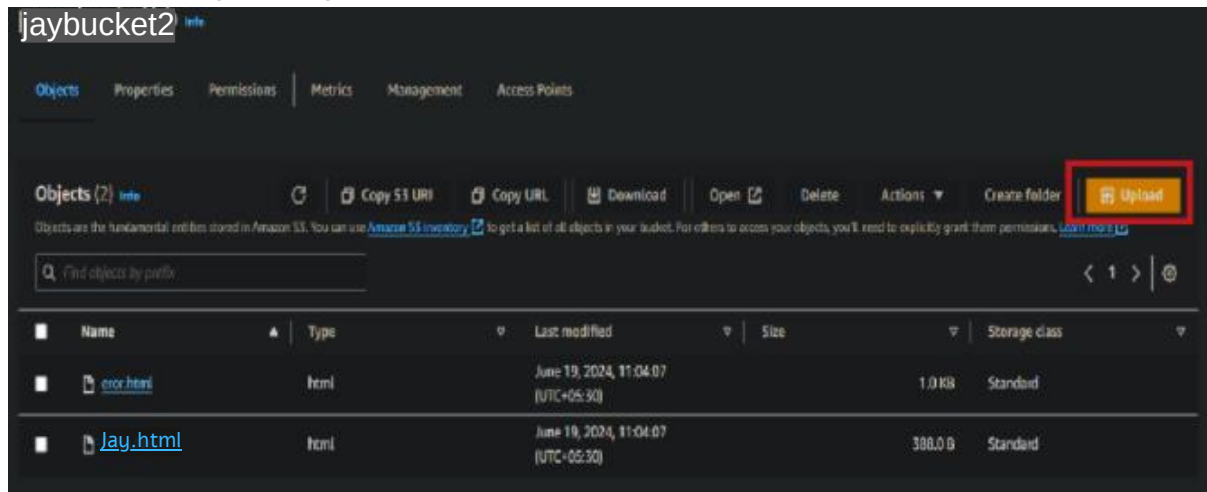 jaybucket2 Info
Objects Properties Permissions Metrics Management Access Points
Objects (2) Info Copy S3 URI Copy URL Download Open Delete Actions Create folder Upload
Objects are the fundamental entities stored in Amazon S3. You can use Amazon S3 inventory to get a list of all objects in your bucket. For others to access your objects, you'll need to explicitly grant them permissions. Learn more
Find objects by prefix
1
Name Type Last modified Size Storage class
eror.html html June 19, 2024, 11:04:07 (UTC+05:30) 1.0 KB Standard
Jay.html html June 19, 2024, 11:04:07 (UTC+05:30) 388.0 B Standard